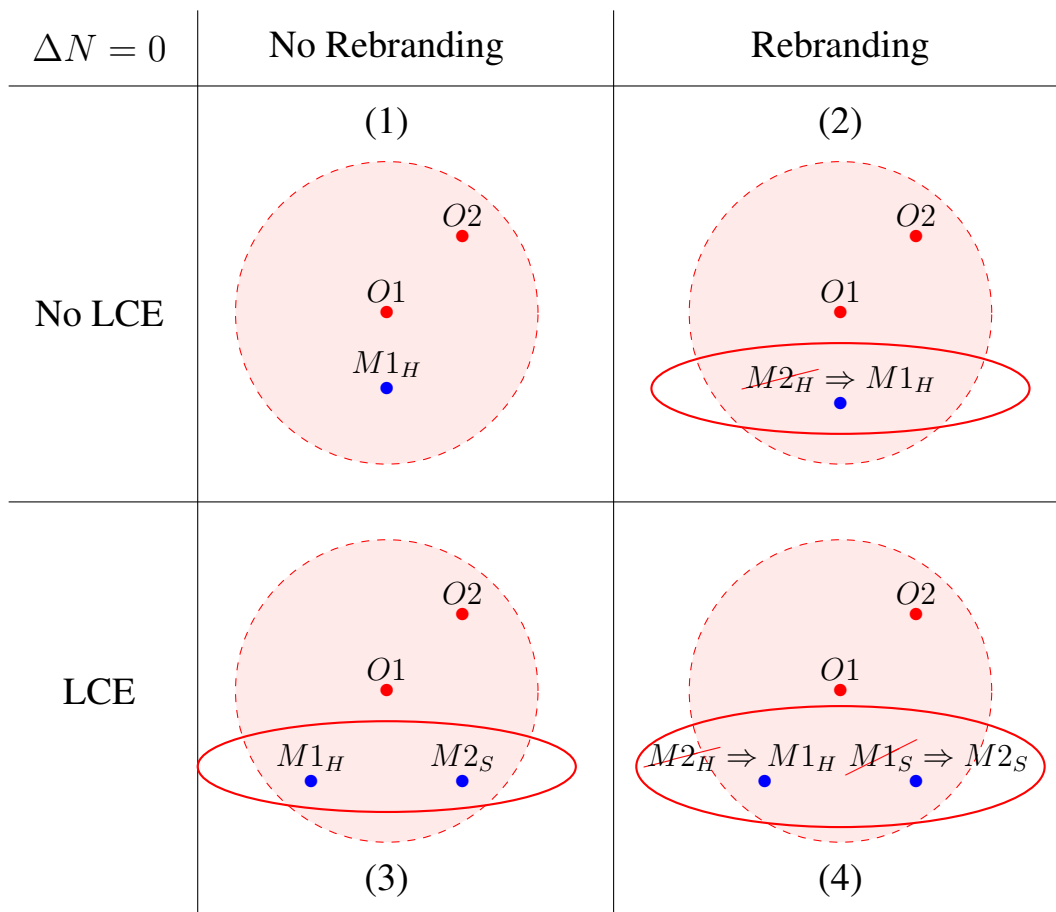 ΔN = 0 No Rebranding Rebranding
(1) (2)
O2 O2
No LCE O1 O1
M1_H M2_H ⇒ M1_H
O2 O2
LCE O1 O1
M1_H M2_S M2_H ⇒ M1_H M1_S ⇒ M2_S
(3) (4)